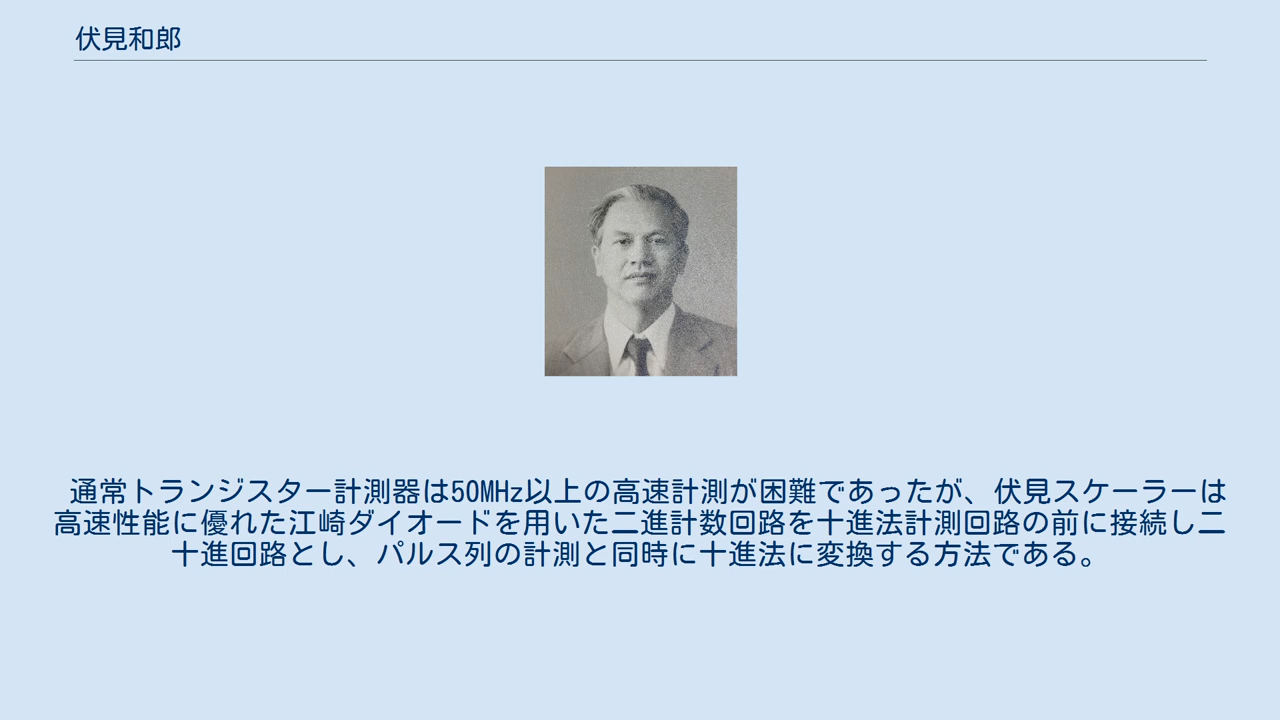 伏見和郎
通常トランジスター計測器は50MHz以上の高速計測が困難であったが、伏見スケーラーは
高速性能に優れた江崎ダイオードを用いた二進計数回路を十進法計測回路の前に接続し二
十進回路とし、パルス列の計測と同時に十進法に変換する方法である。